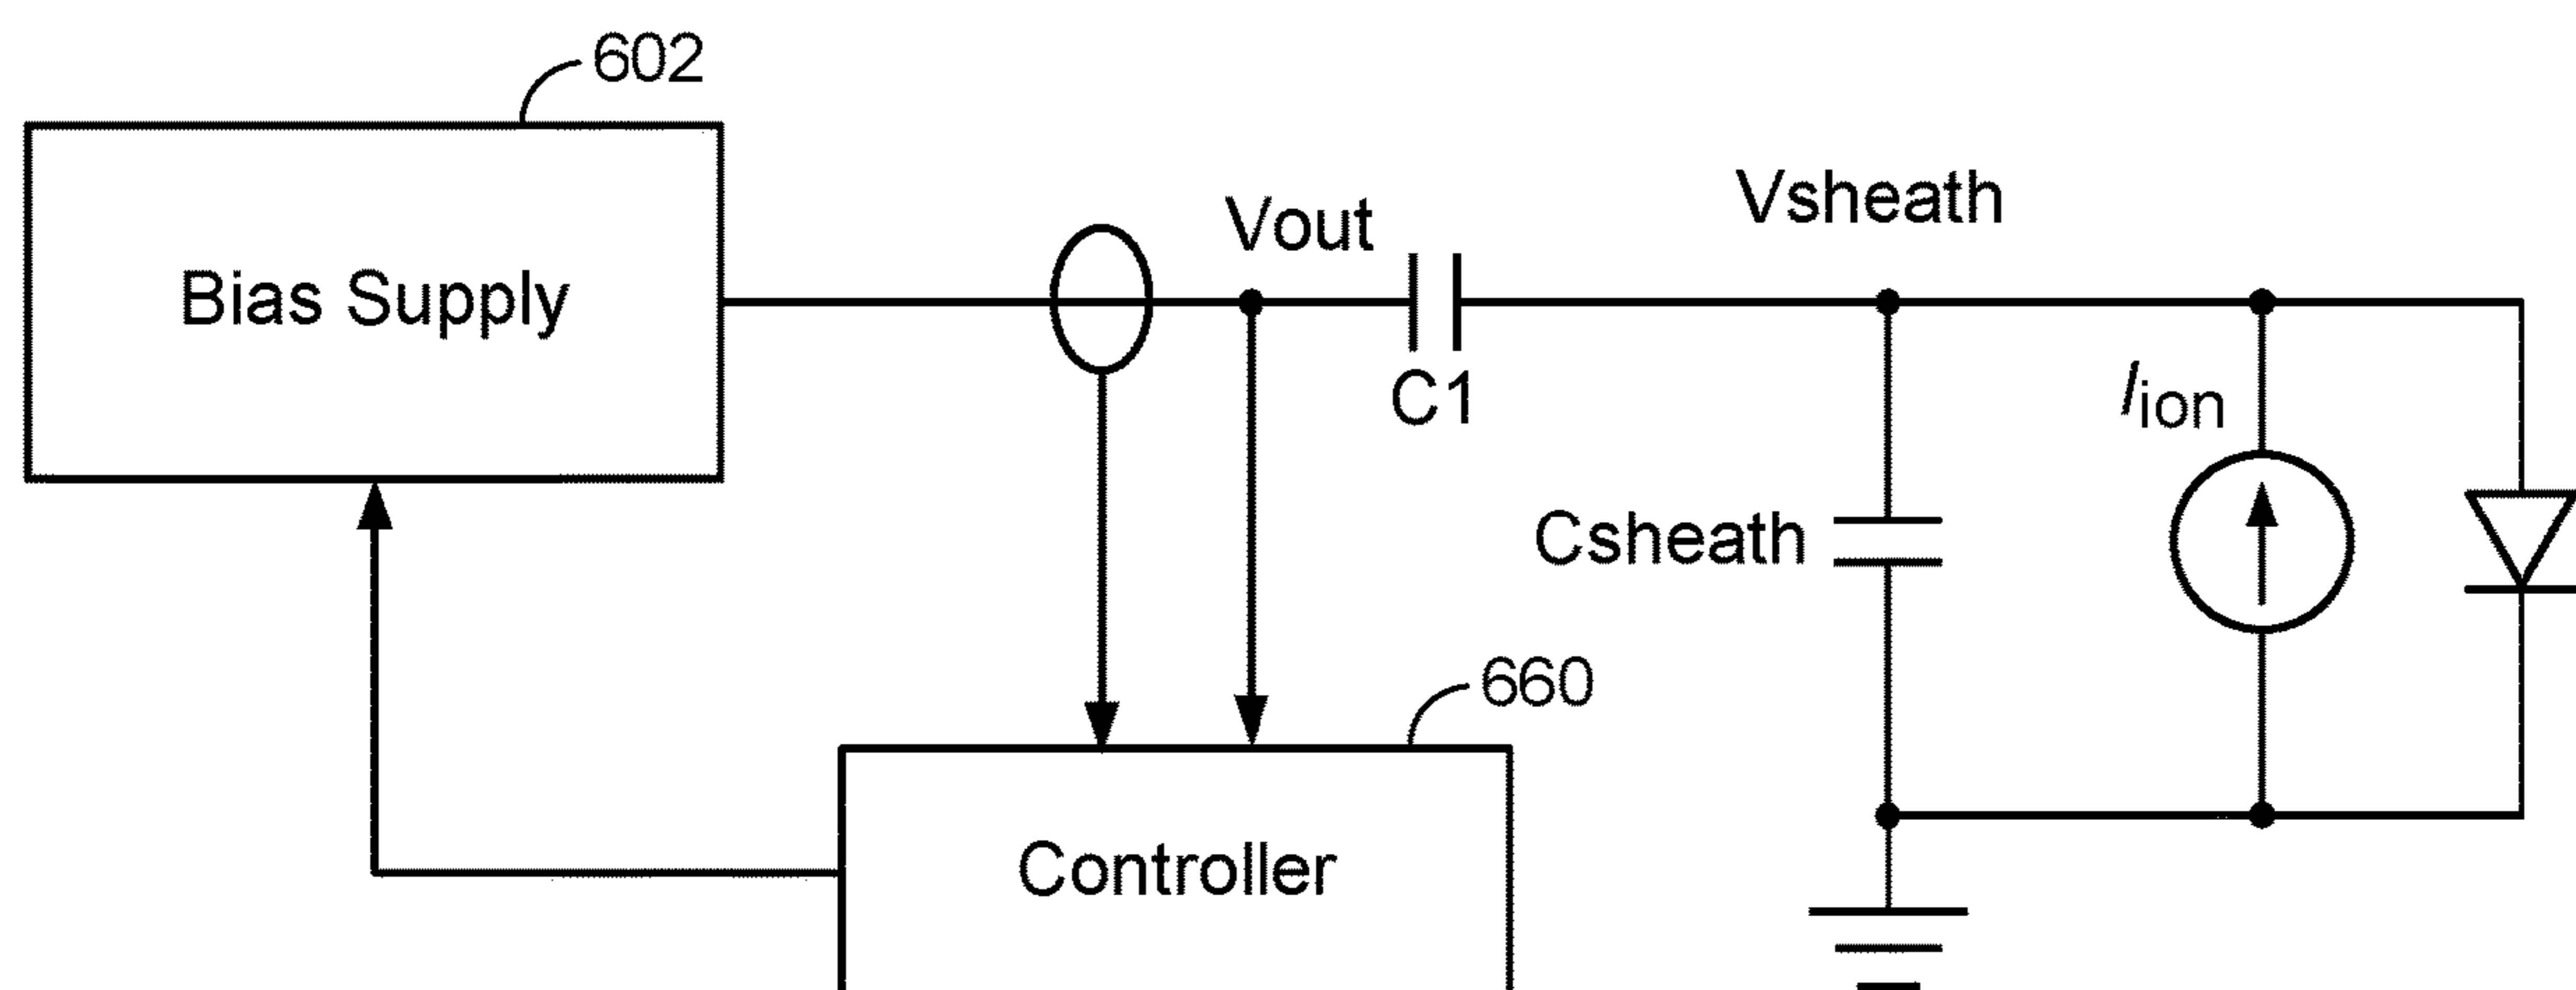 602
Bias Supply
Vout
Vsheath
C1
Iion
Csheath
660
Controller